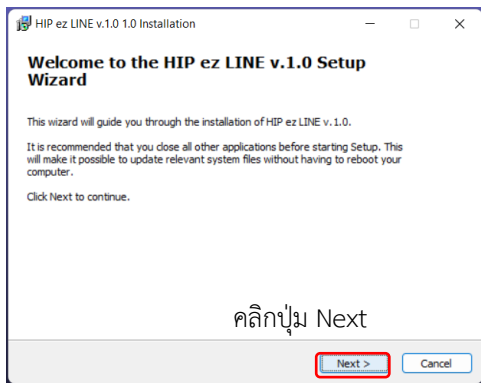 HIP ez LINE v.1.0 1.0 Installation
Welcome to the HIP ez LINE v.1.0 Setup
Wizard
This wizard will guide you through the installation of HIP ez LINE v.1.0.
It is recommended that you close all other applications before starting Setup. This
will make it possible to update relevant system files without having to reboot your
computer.
Click Next to continue.
คลิกปุ่ม Next
Next >
Cancel